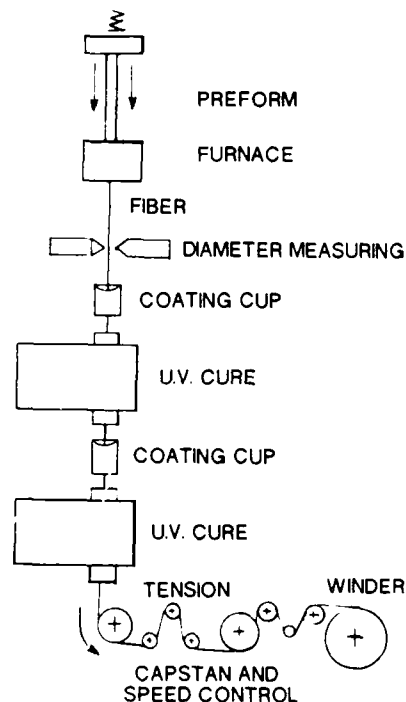 PREFORM
FURNACE
FIBER
DIAMETER MEASURING
COATING CUP
U.V. CURE
COATING CUP
U.V. CURE
TENSION
WINDER
CAPSTAN AND
SPEED CONTROL